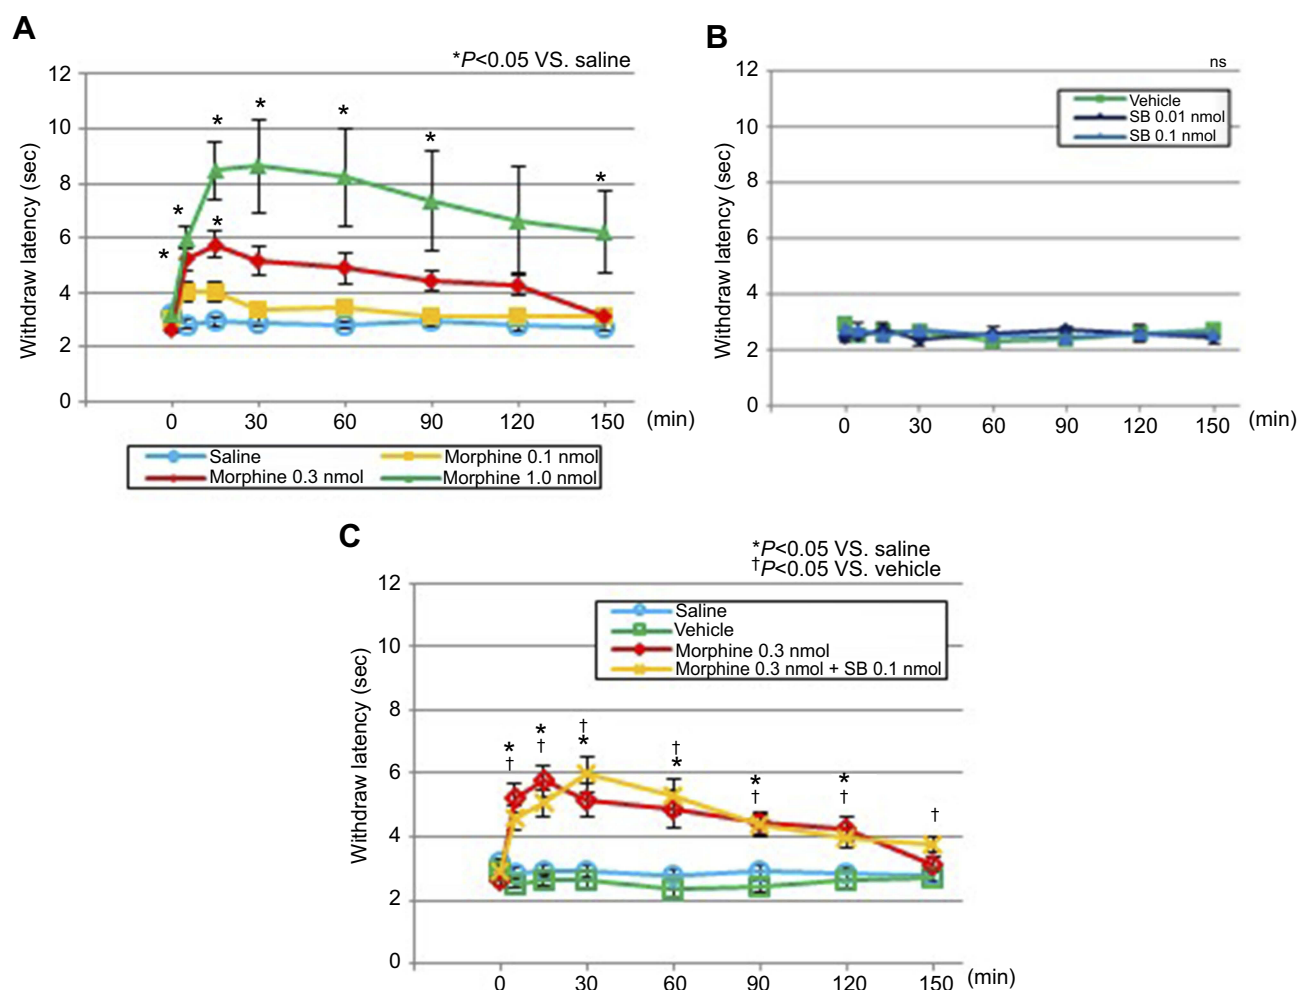 A
*P<0.05 VS. saline
Withdraw latency (sec)
12
10
8
6
4
2
0
* * * * * * * *
0 30 60 90 120 150 (min)
Saline Morphine 0.1 nmol
Morphine 0.3 nmol Morphine 1.0 nmol
B
ns
Withdraw latency (sec)
12
10
8
6
4
2
0
Vehicle
SB 0.01 nmol
SB 0.1 nmol
0 30 60 90 120 150 (min)
C
*P<0.05 VS. saline
†P<0.05 VS. vehicle
Withdraw latency (sec)
12
10
8
6
4
2
0
Saline
Vehicle
Morphine 0.3 nmol
Morphine 0.3 nmol + SB 0.1 nmol
* * † † * *
† † * * † † †
0 30 60 90 120 150 (min)